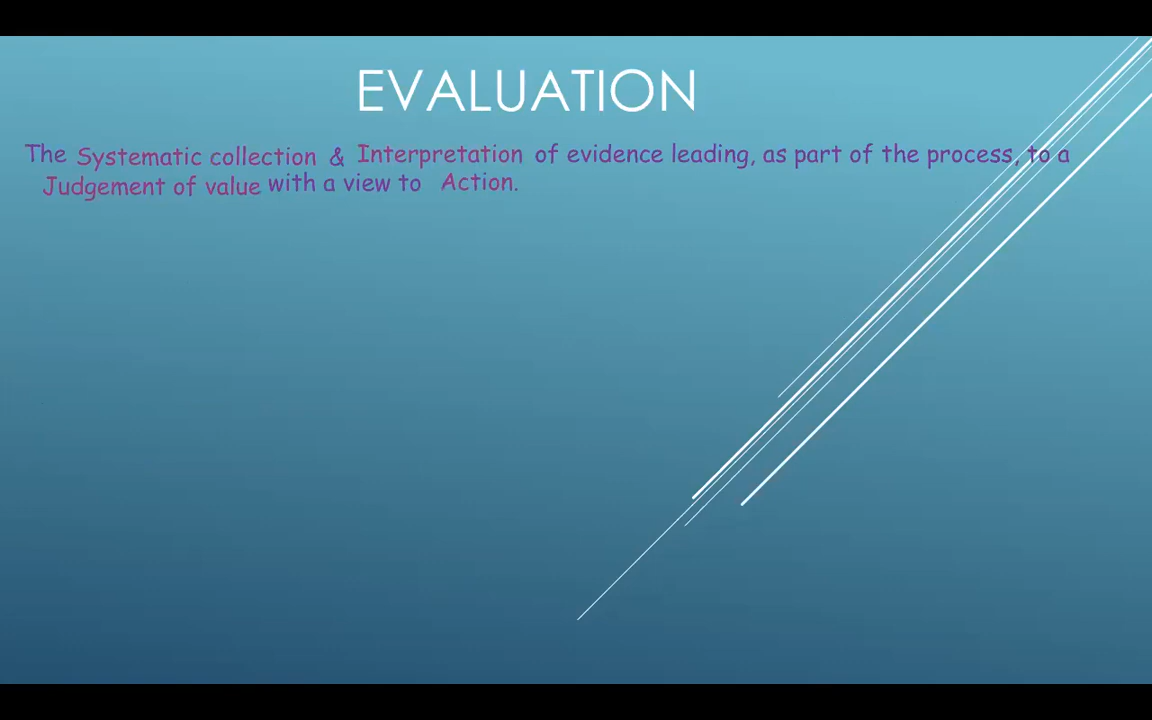 EVALUATION
The Systematic collection & Interpretation of evidence leading, as part of the process, to a
Judgement of value with a view to Action.